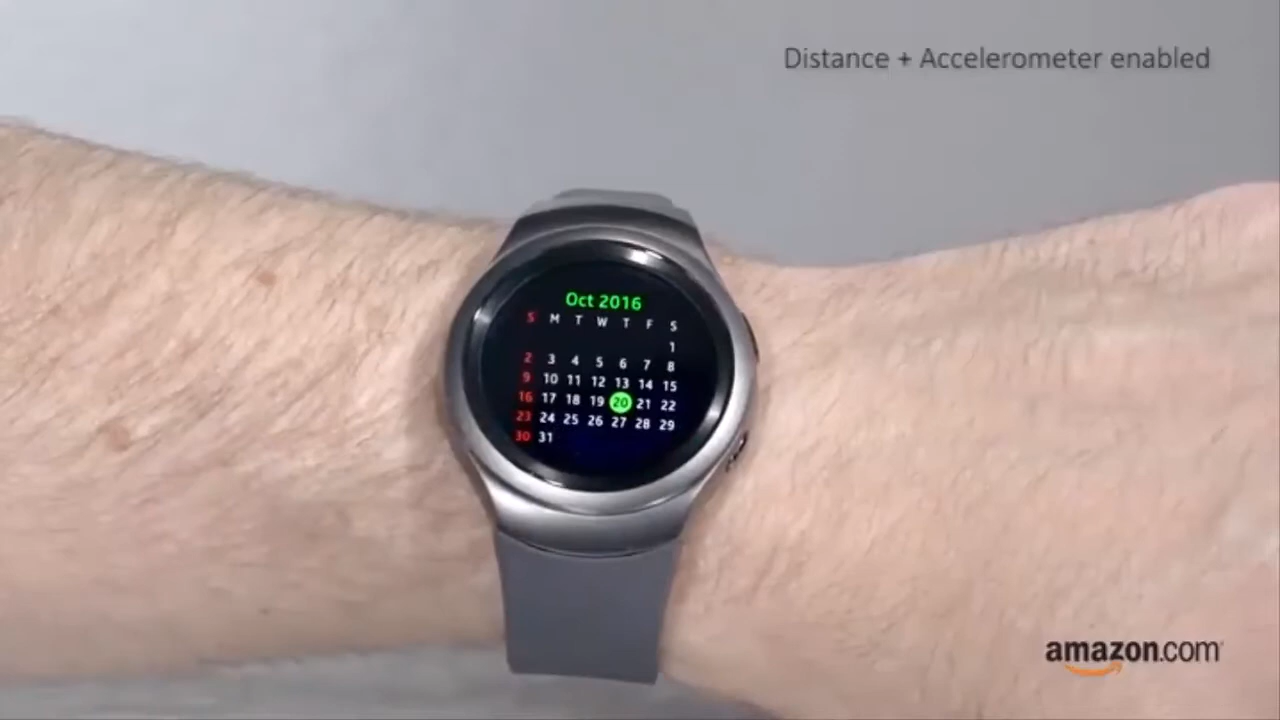 Distance + Accelerometer enabled
Oct 2016
S M T W T F S
1
2 3 4 5 6 7 8
9 10 11 12 13 14 15
16 17 18 19 20 21 22
23 24 25 26 27 28 29
30 31
amazon.com